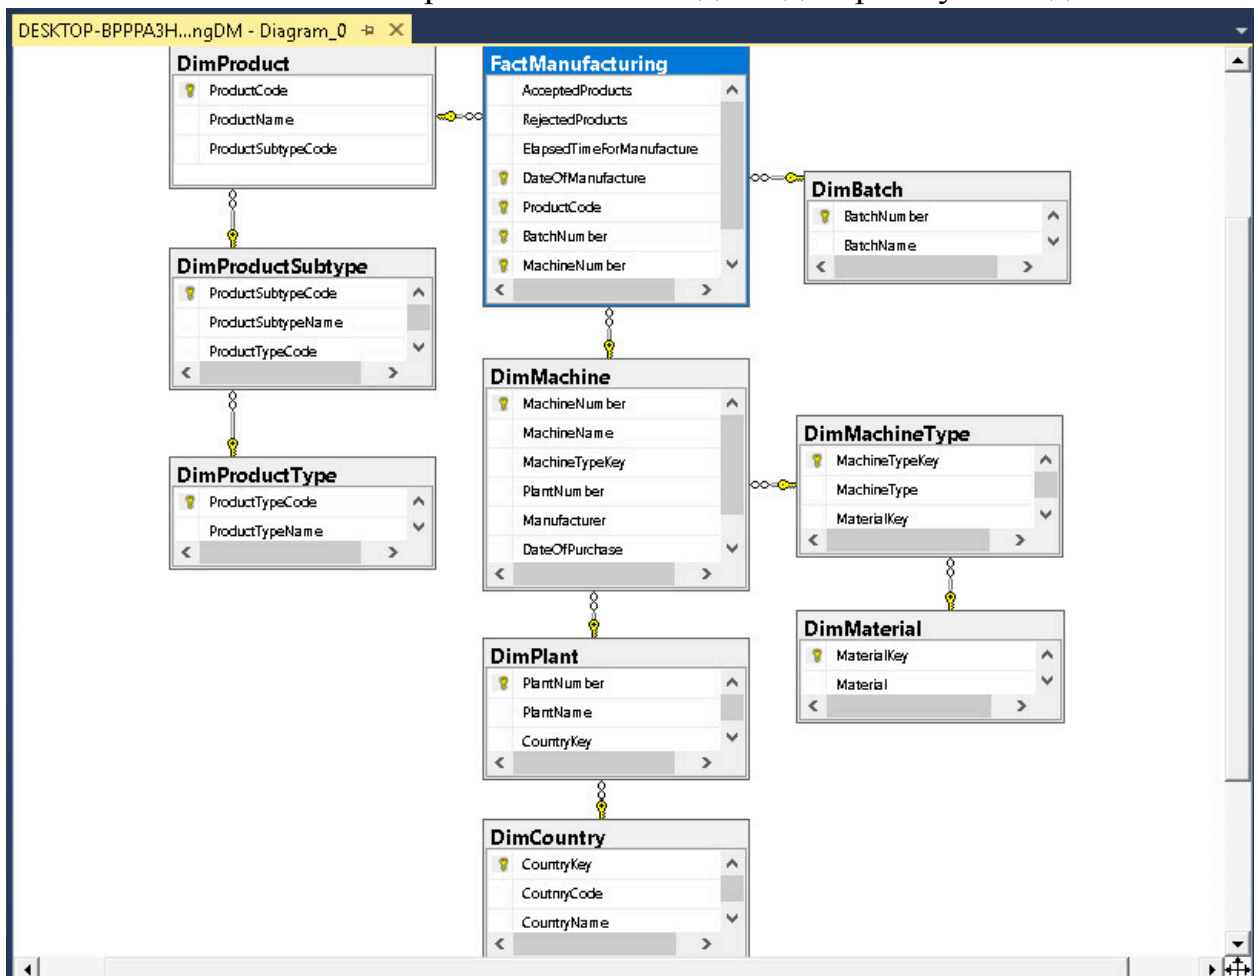 DESKTOP-BPPPA3H...ngDM - Diagram_0
DimProduct
ProductCode
ProductName
ProductSubtypeCode
FactManufacturing
AcceptedProducts
RejectedProducts
ElapsedTimeForManufacture
DateOfManufacture
ProductCode
BatchNumber
MachineNumber
DimBatch
BatchNumber
BatchName
DimProductSubtype
ProductSubtypeCode
ProductSubtypeName
ProductTypeCode
DimMachine
MachineNumber
MachineName
MachineTypeKey
PlantNumber
Manufacturer
DateOfPurchase
DimMachineType
MachineTypeKey
MachineType
MaterialKey
DimProductType
ProductTypeCode
ProductTypeName
DimMaterial
MaterialKey
Material
DimPlant
PlantNumber
PlantName
CountryKey
DimCountry
CountryKey
CoutnryCode
CountryName